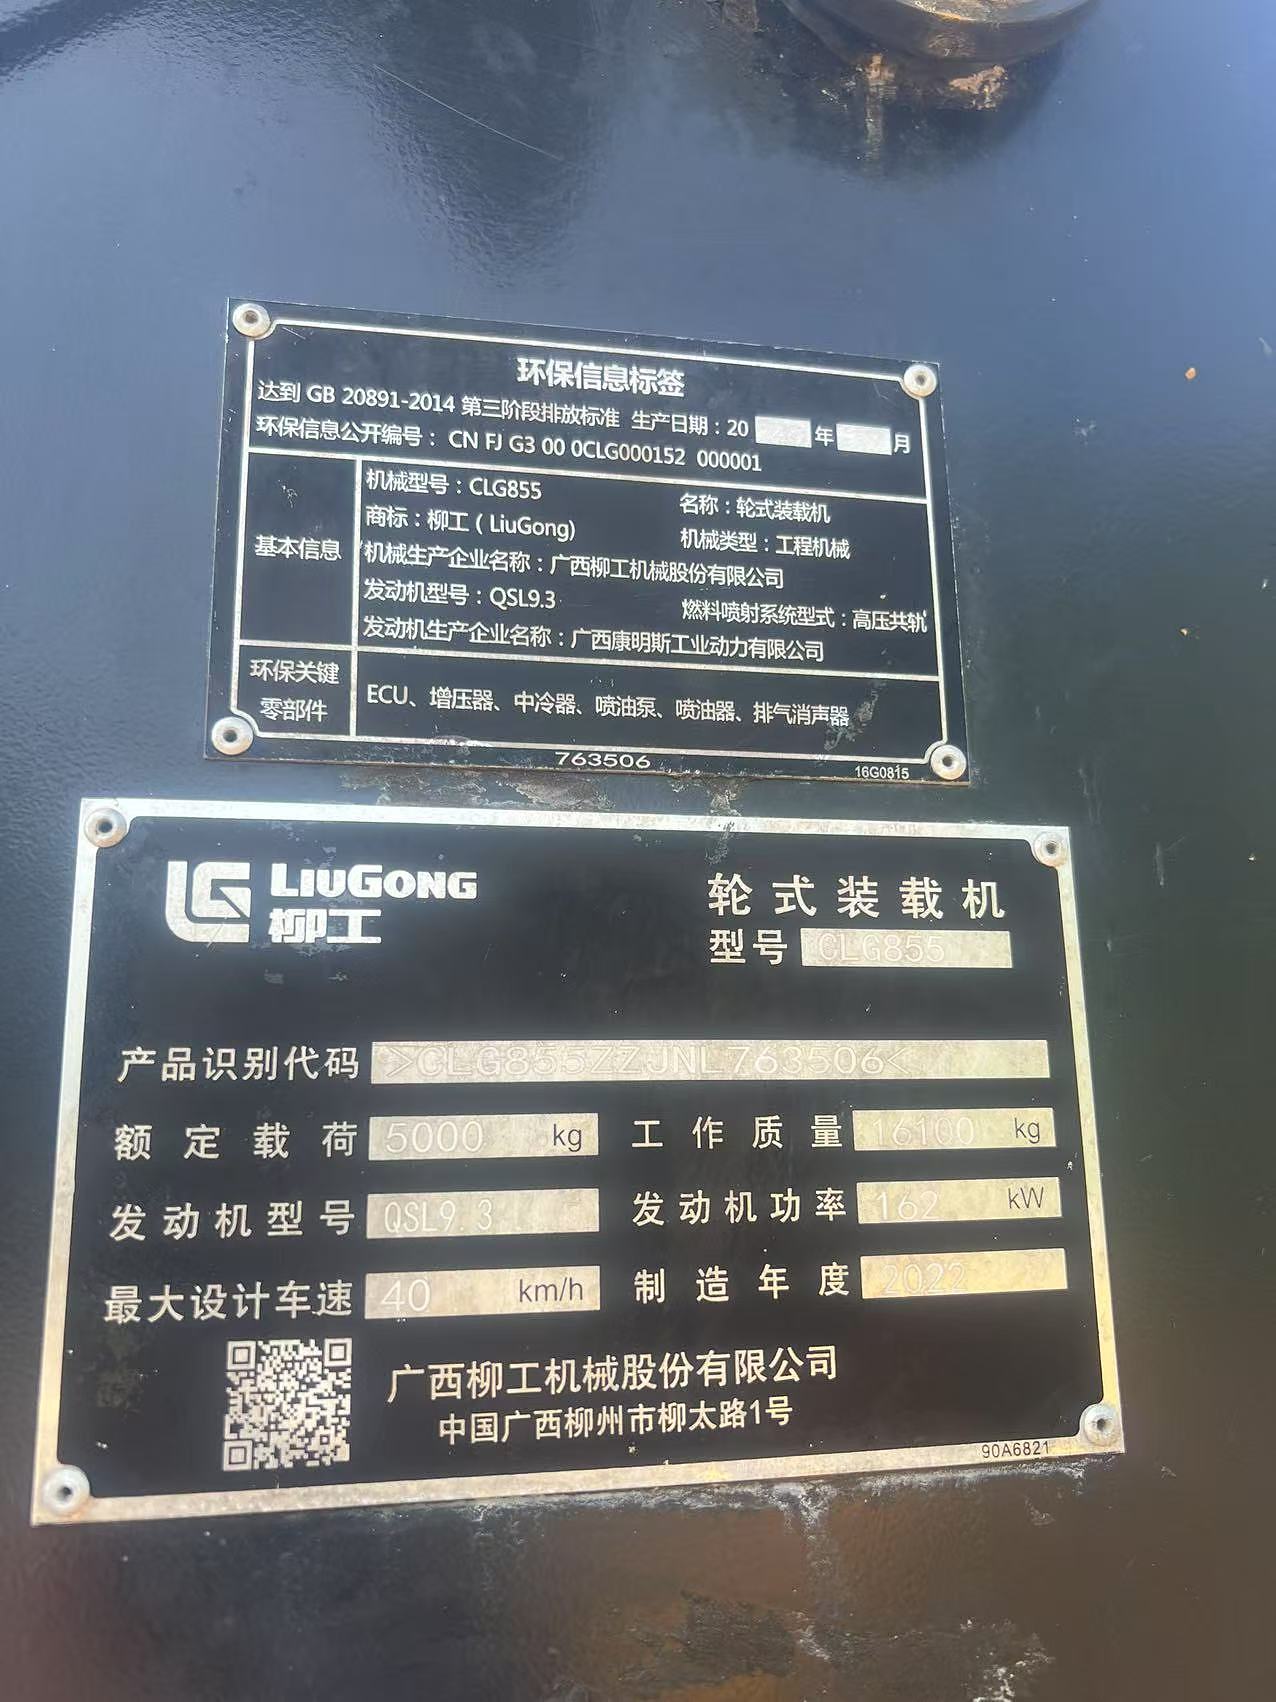 环保信息标签
达到 GB 20891-2014 第三阶段排放标准 生产日期：20 年 月
环保信息公开编号： CN FJ G3 00 0CLG000152 000001
基本信息
机械型号：CLG855 名称：轮式装载机
商标：柳工（LiuGong) 机械类型：工程机械
机械生产企业名称：广西柳工机械股份有限公司
发动机型号：QSL9.3 燃料喷射系统型式：高压共轨
发动机生产企业名称：广西康明斯工业动力有限公司
环保关键
零部件
ECU、增压器、中冷器、喷油泵、喷油器、排气消声器
763506
16G0815
LG LIUGONG
柳工
轮式装载机
型号 CLG855
产品识别代码 >CLG855ZZJNL763506<
额定载荷 5000 kg 工作质量 16100 kg
发动机型号 QSL9.3 发动机功率 162 kW
最大设计车速 40 km/h 制造年度 2022
广西柳工机械股份有限公司
中国广西柳州市柳太路1号
90A6821